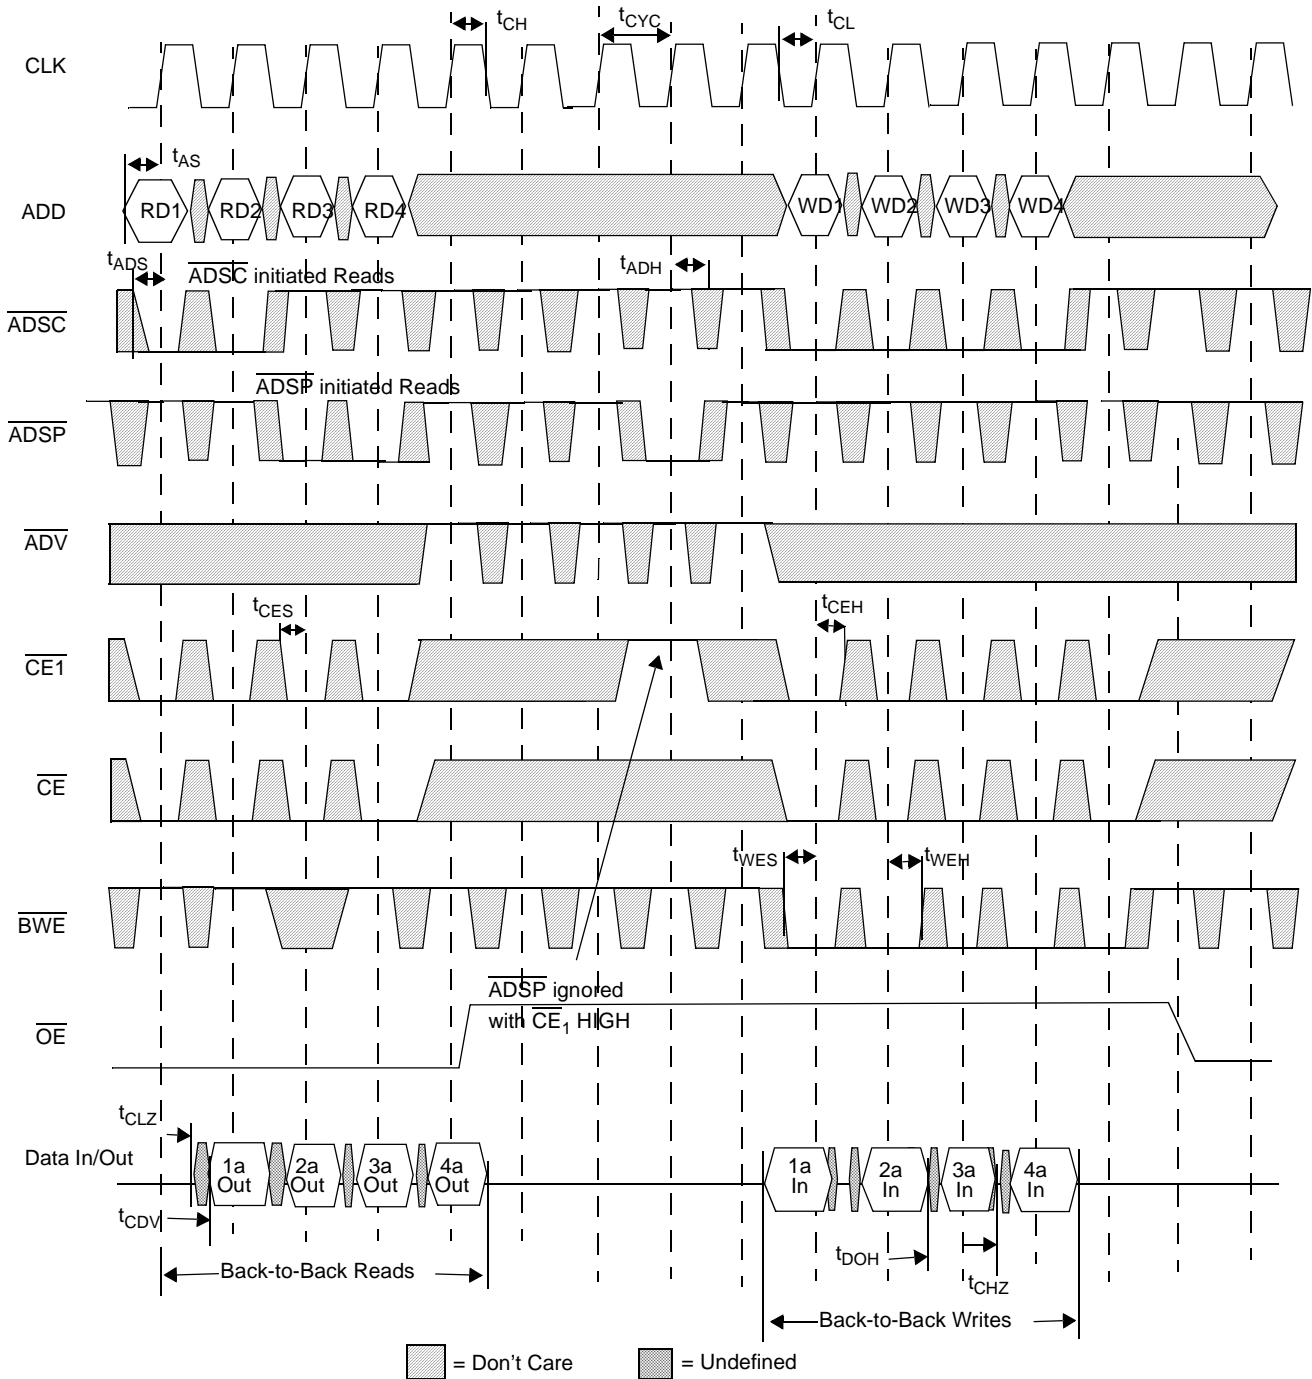 tCH
tCYC
tCL
CLK
tAS
ADD
RD1
RD2
RD3
RD4
WD1
WD2
WD3
WD4
tADS
ADSC initiated Reads
tADH
ADSC
ADSP initiated Reads
ADSP
ADV
tCES
tCEH
CE1
CE
tWES
tWEH
BWE
ADSP ignored
with CE1 HIGH
OE
tCLZ
Data In/Out
1a
Out
2a
Out
3a
Out
4a
Out
1a
In
2a
In
3a
In
4a
In
tCDV
tDOH
tCHZ
Back-to-Back Reads
Back-to-Back Writes
= Don't Care
= Undefined